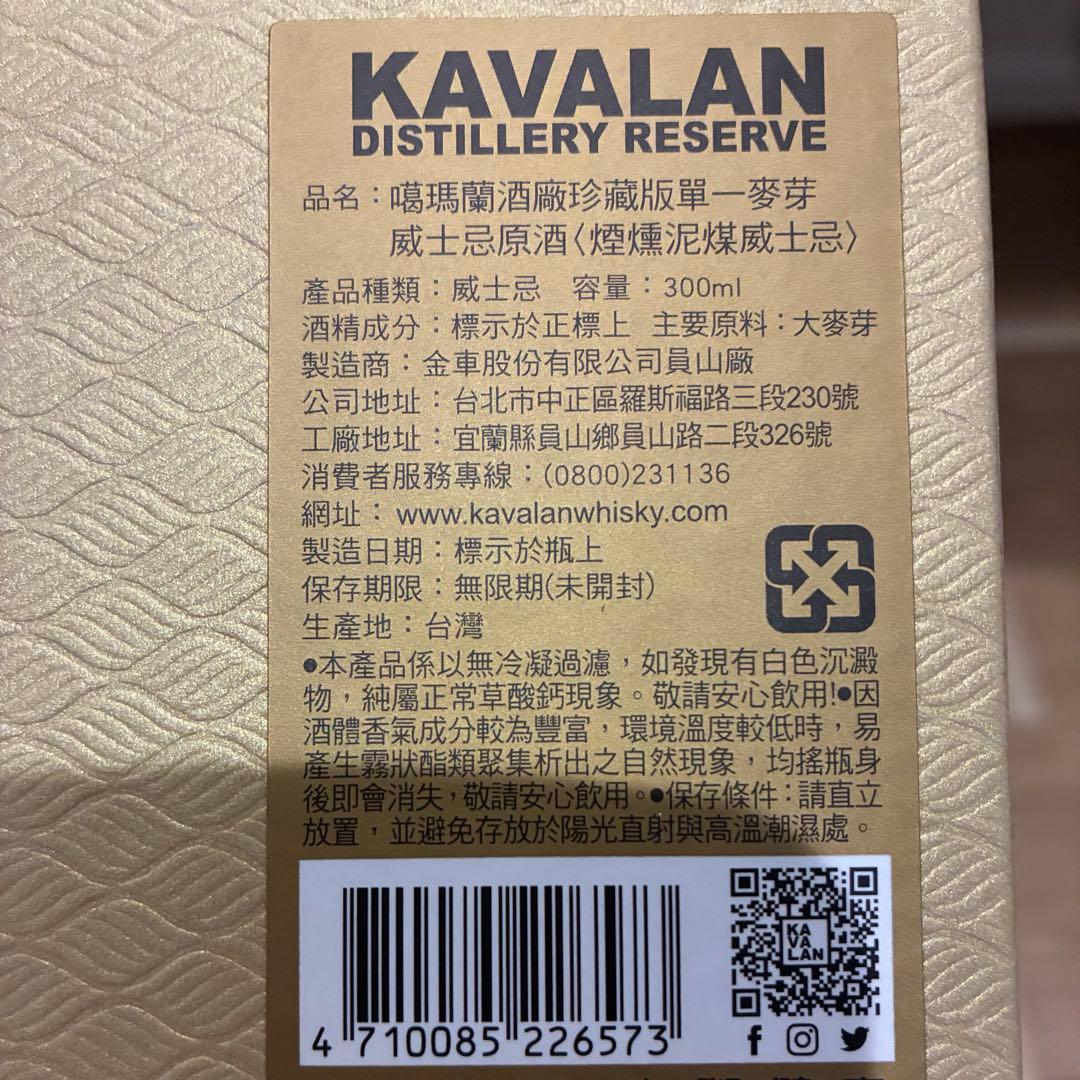 KAVALAN
DISTILLERY RESERVE
品名：噶瑪蘭酒廠珍藏版單一麥芽
威士忌原酒〈煙燻泥煤威士忌〉
產品種類：威士忌 容量：300ml
酒精成分：標示於正標上 主要原料：大麥芽
製造商：金車股份有限公司員山廠
公司地址：台北市中正區羅斯福路三段230號
工廠地址：宜蘭縣員山鄉員山路二段326號
消費者服務專線：(0800)231136
網址：www.kavalanwhisky.com
製造日期：標示於瓶上
保存期限：無限期(未開封)
生產地：台灣
●本產品係以無冷凝過濾，如發現有白色沉澱
物，純屬正常草酸鈣現象。敬請安心飲用!●因
酒體香氣成分較為豐富，環境溫度較低時，易
產生霧狀酯類聚集析出之自然現象，均搖瓶身
後即會消失，敬請安心飲用。●保存條件：請直立
放置，並避免存放於陽光直射與高溫潮濕處。
KA
VA
LAN
4 710085 226573